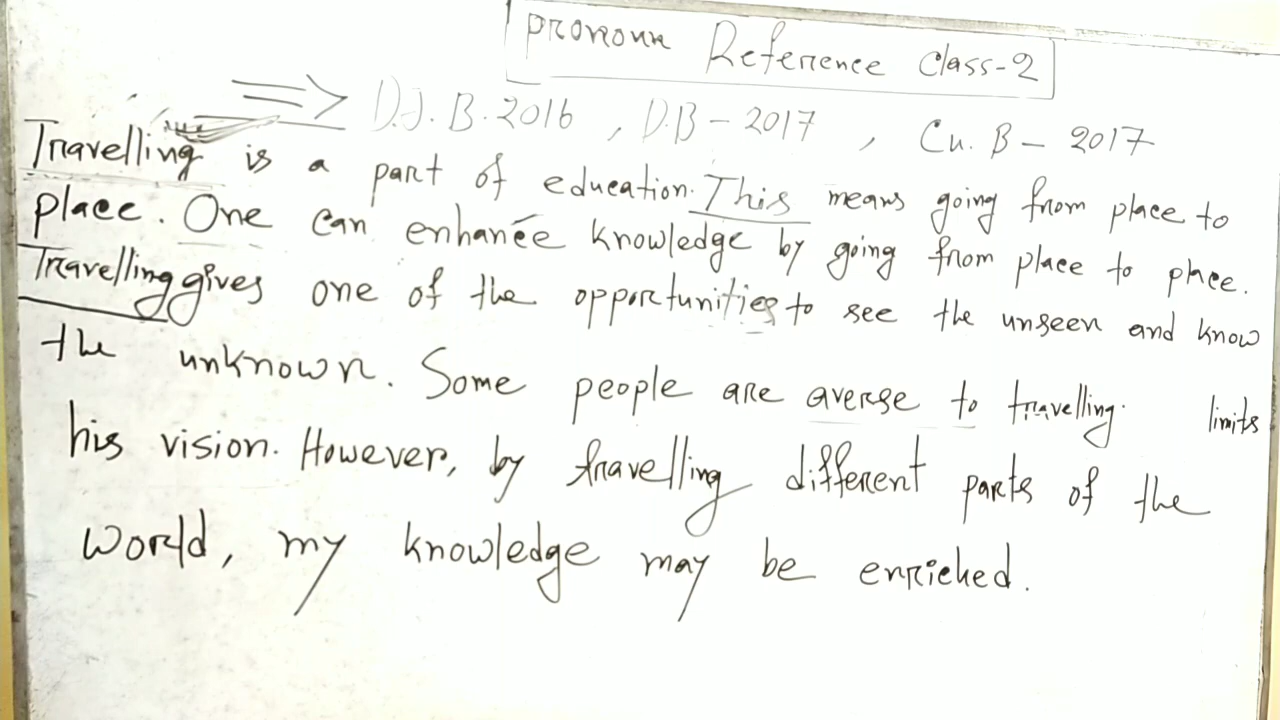 Pronoun Reference Class-2
⇒ D.J.B. 2016, D.B - 2017, Cu. B - 2017
Travelling is a part of education. This means going from place to
place. One can enhance knowledge by going from place to place.
Travelling gives one of the opportunities to see the unseen and know
the unknown. Some people are averse to travelling. limits
his vision. However, by travelling different parts of the
world, my knowledge may be enriched.